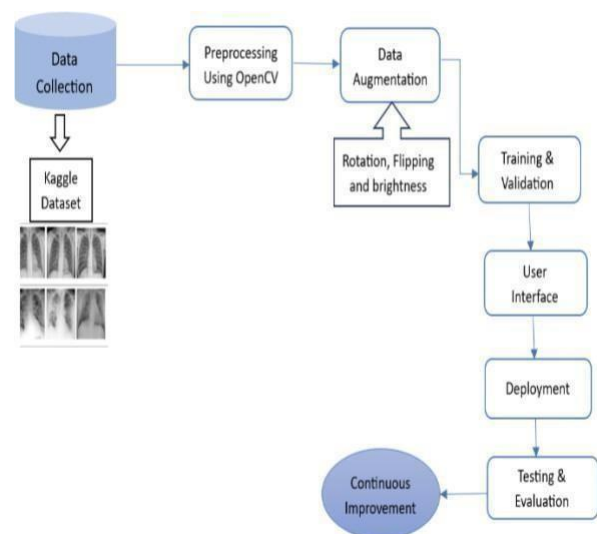 Data
Collection
Preprocessing
Using OpenCV
Data
Augmentation
Kaggle
Dataset
Rotation, Flipping
and brightness
Training &
Validation
User
Interface
Deployment
Testing &
Evaluation
Continuous
Improvement